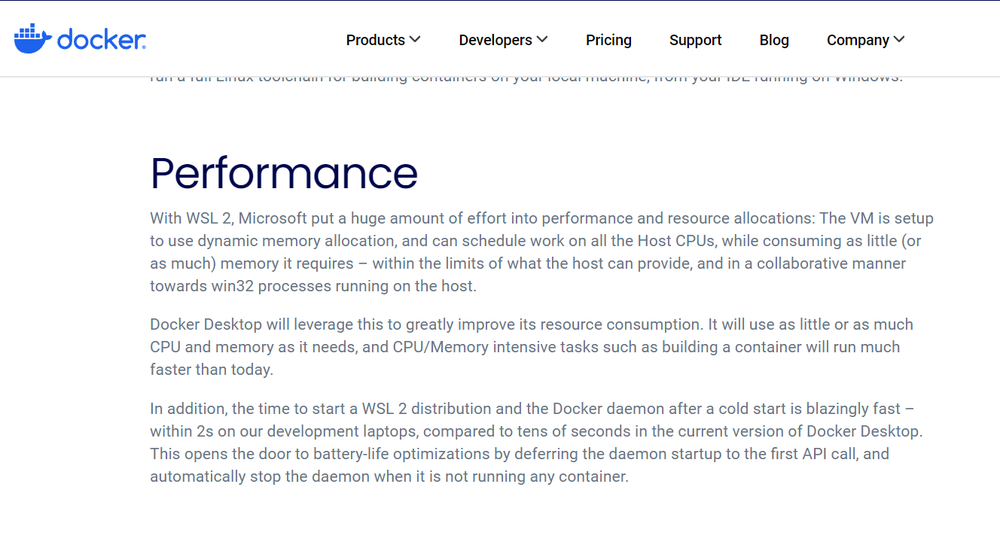 docker
Products
Developers
Pricing
Support
Blog
Company
run a full Linux toolchain for building containers on your local machine, from your IDE running on Windows.
Performance
With WSL 2, Microsoft put a huge amount of effort into performance and resource allocations: The VM is setup
to use dynamic memory allocation, and can schedule work on all the Host CPUs, while consuming as little (or
as much) memory it requires – within the limits of what the host can provide, and in a collaborative manner
towards win32 processes running on the host.
Docker Desktop will leverage this to greatly improve its resource consumption. It will use as little or as much
CPU and memory as it needs, and CPU/Memory intensive tasks such as building a container will run much
faster than today.
In addition, the time to start a WSL 2 distribution and the Docker daemon after a cold start is blazingly fast –
within 2s on our development laptops, compared to tens of seconds in the current version of Docker Desktop.
This opens the door to battery-life optimizations by deferring the daemon startup to the first API call, and
automatically stop the daemon when it is not running any container.